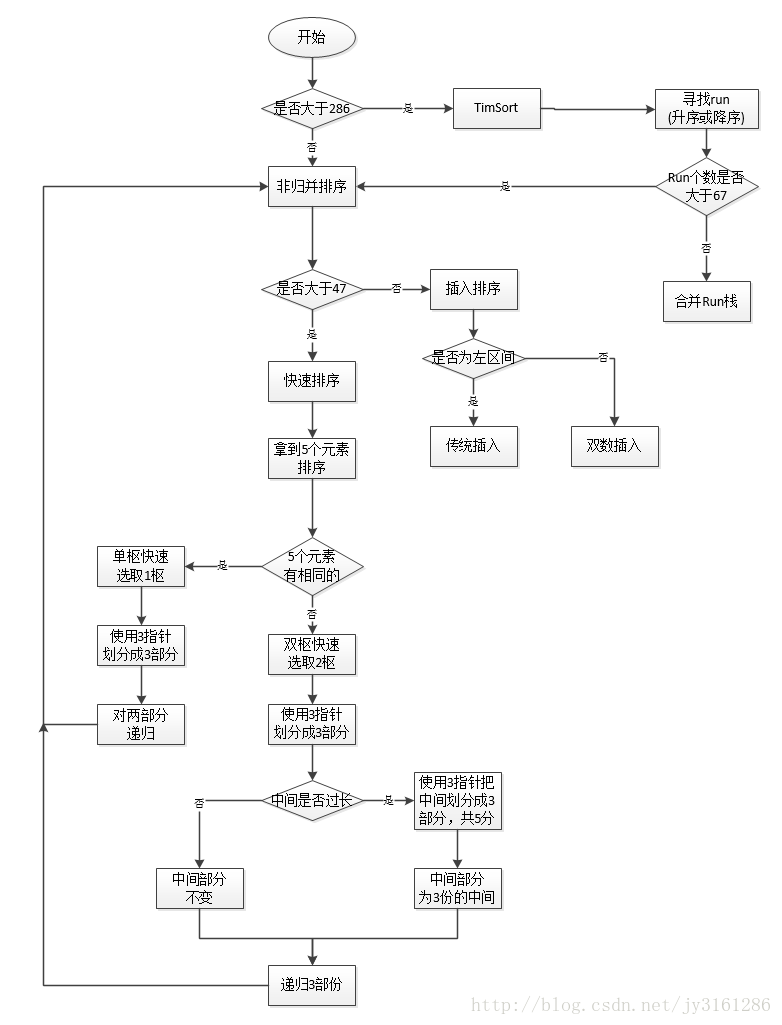 开始
是否大于286
是
TimSort
寻找run
(升序或降序)
否
非归并排序
是
Run个数是否
大于67
否
合并Run栈
是否大于47
否
插入排序
是
是否为左区间
否
快速排序
是
传统插入
双数插入
拿到5个元素
排序
5个元素
有相同的
是
单枢快速
选取1枢
否
使用3指针
划分成3部分
双枢快速
选取2枢
对两部分
递归
使用3指针
划分成3部分
中间是否过长
否
是
使用3指针把
中间划分成3
部分，共5分
中间部分
不变
中间部分
为3份的中间
递归3部份
http://blog.csdn.net/jy3161286